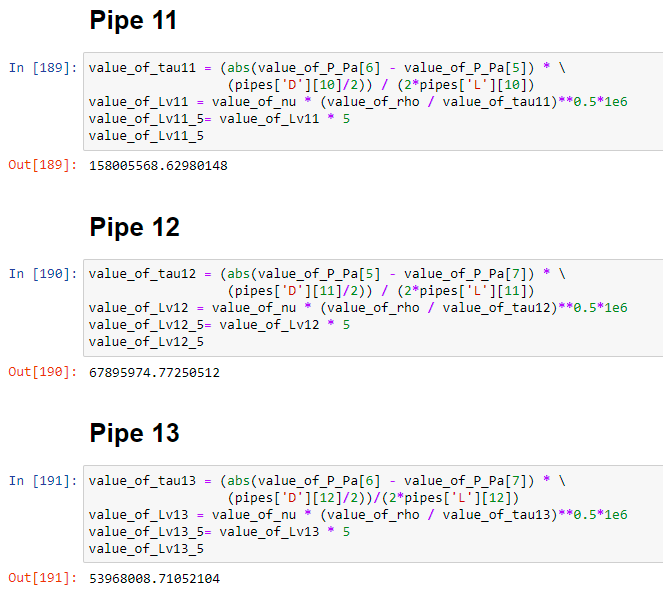 Pipe 11
In [189]: value_of_tau11 = (abs(value_of_P_Pa[6] - value_of_P_Pa[5]) * \
(pipes['D'][10]/2)) / (2*pipes['L'][10])
value_of_Lv11 = value_of_nu * (value_of_rho / value_of_tau11)**0.5*1e6
value_of_Lv11_5= value_of_Lv11 * 5
value_of_Lv11_5
Out[189]: 158005568.62980148
Pipe 12
In [190]: value_of_tau12 = (abs(value_of_P_Pa[5] - value_of_P_Pa[7]) * \
(pipes['D'][11]/2)) / (2*pipes['L'][11])
value_of_Lv12 = value_of_nu * (value_of_rho / value_of_tau12)**0.5*1e6
value_of_Lv12_5= value_of_Lv12 * 5
value_of_Lv12_5
Out[190]: 67895974.77250512
Pipe 13
In [191]: value_of_tau13 = (abs(value_of_P_Pa[6] - value_of_P_Pa[7]) * \
(pipes['D'][12]/2))/(2*pipes['L'][12])
value_of_Lv13 = value_of_nu * (value_of_rho / value_of_tau13)**0.5*1e6
value_of_Lv13_5= value_of_Lv13 * 5
value_of_Lv13_5
Out[191]: 53968008.71052104